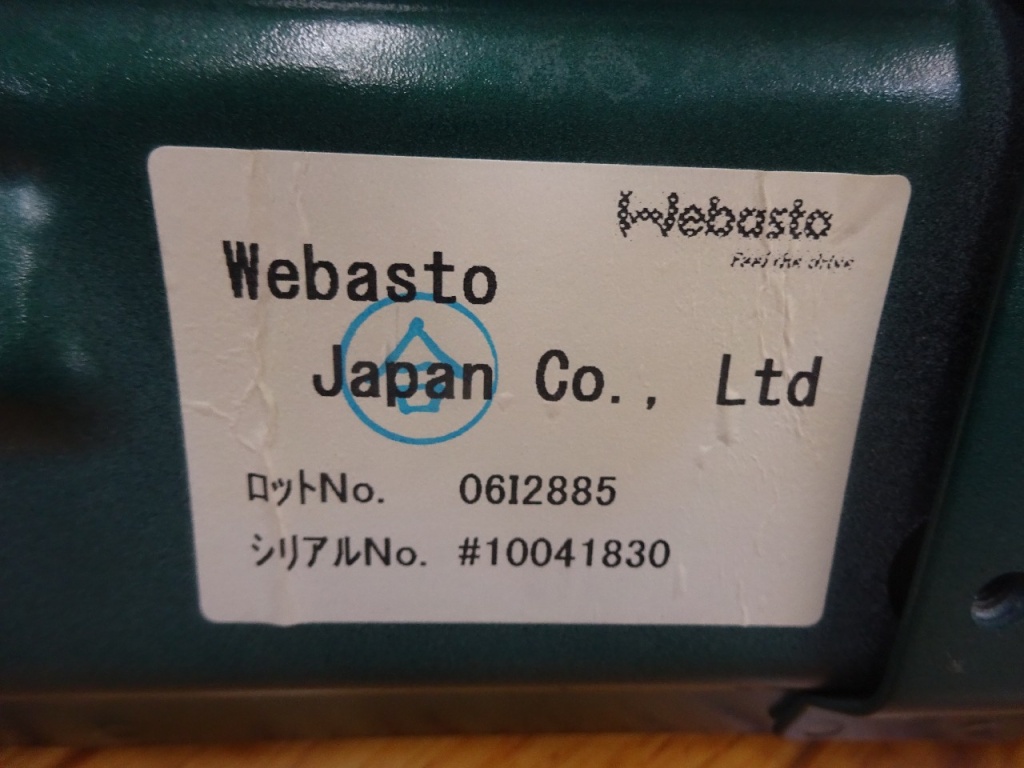 Webasto
Feel the drive
Webasto
Japan Co., Ltd
合
ロットNo. 06I2885
シリアルNo. #10041830